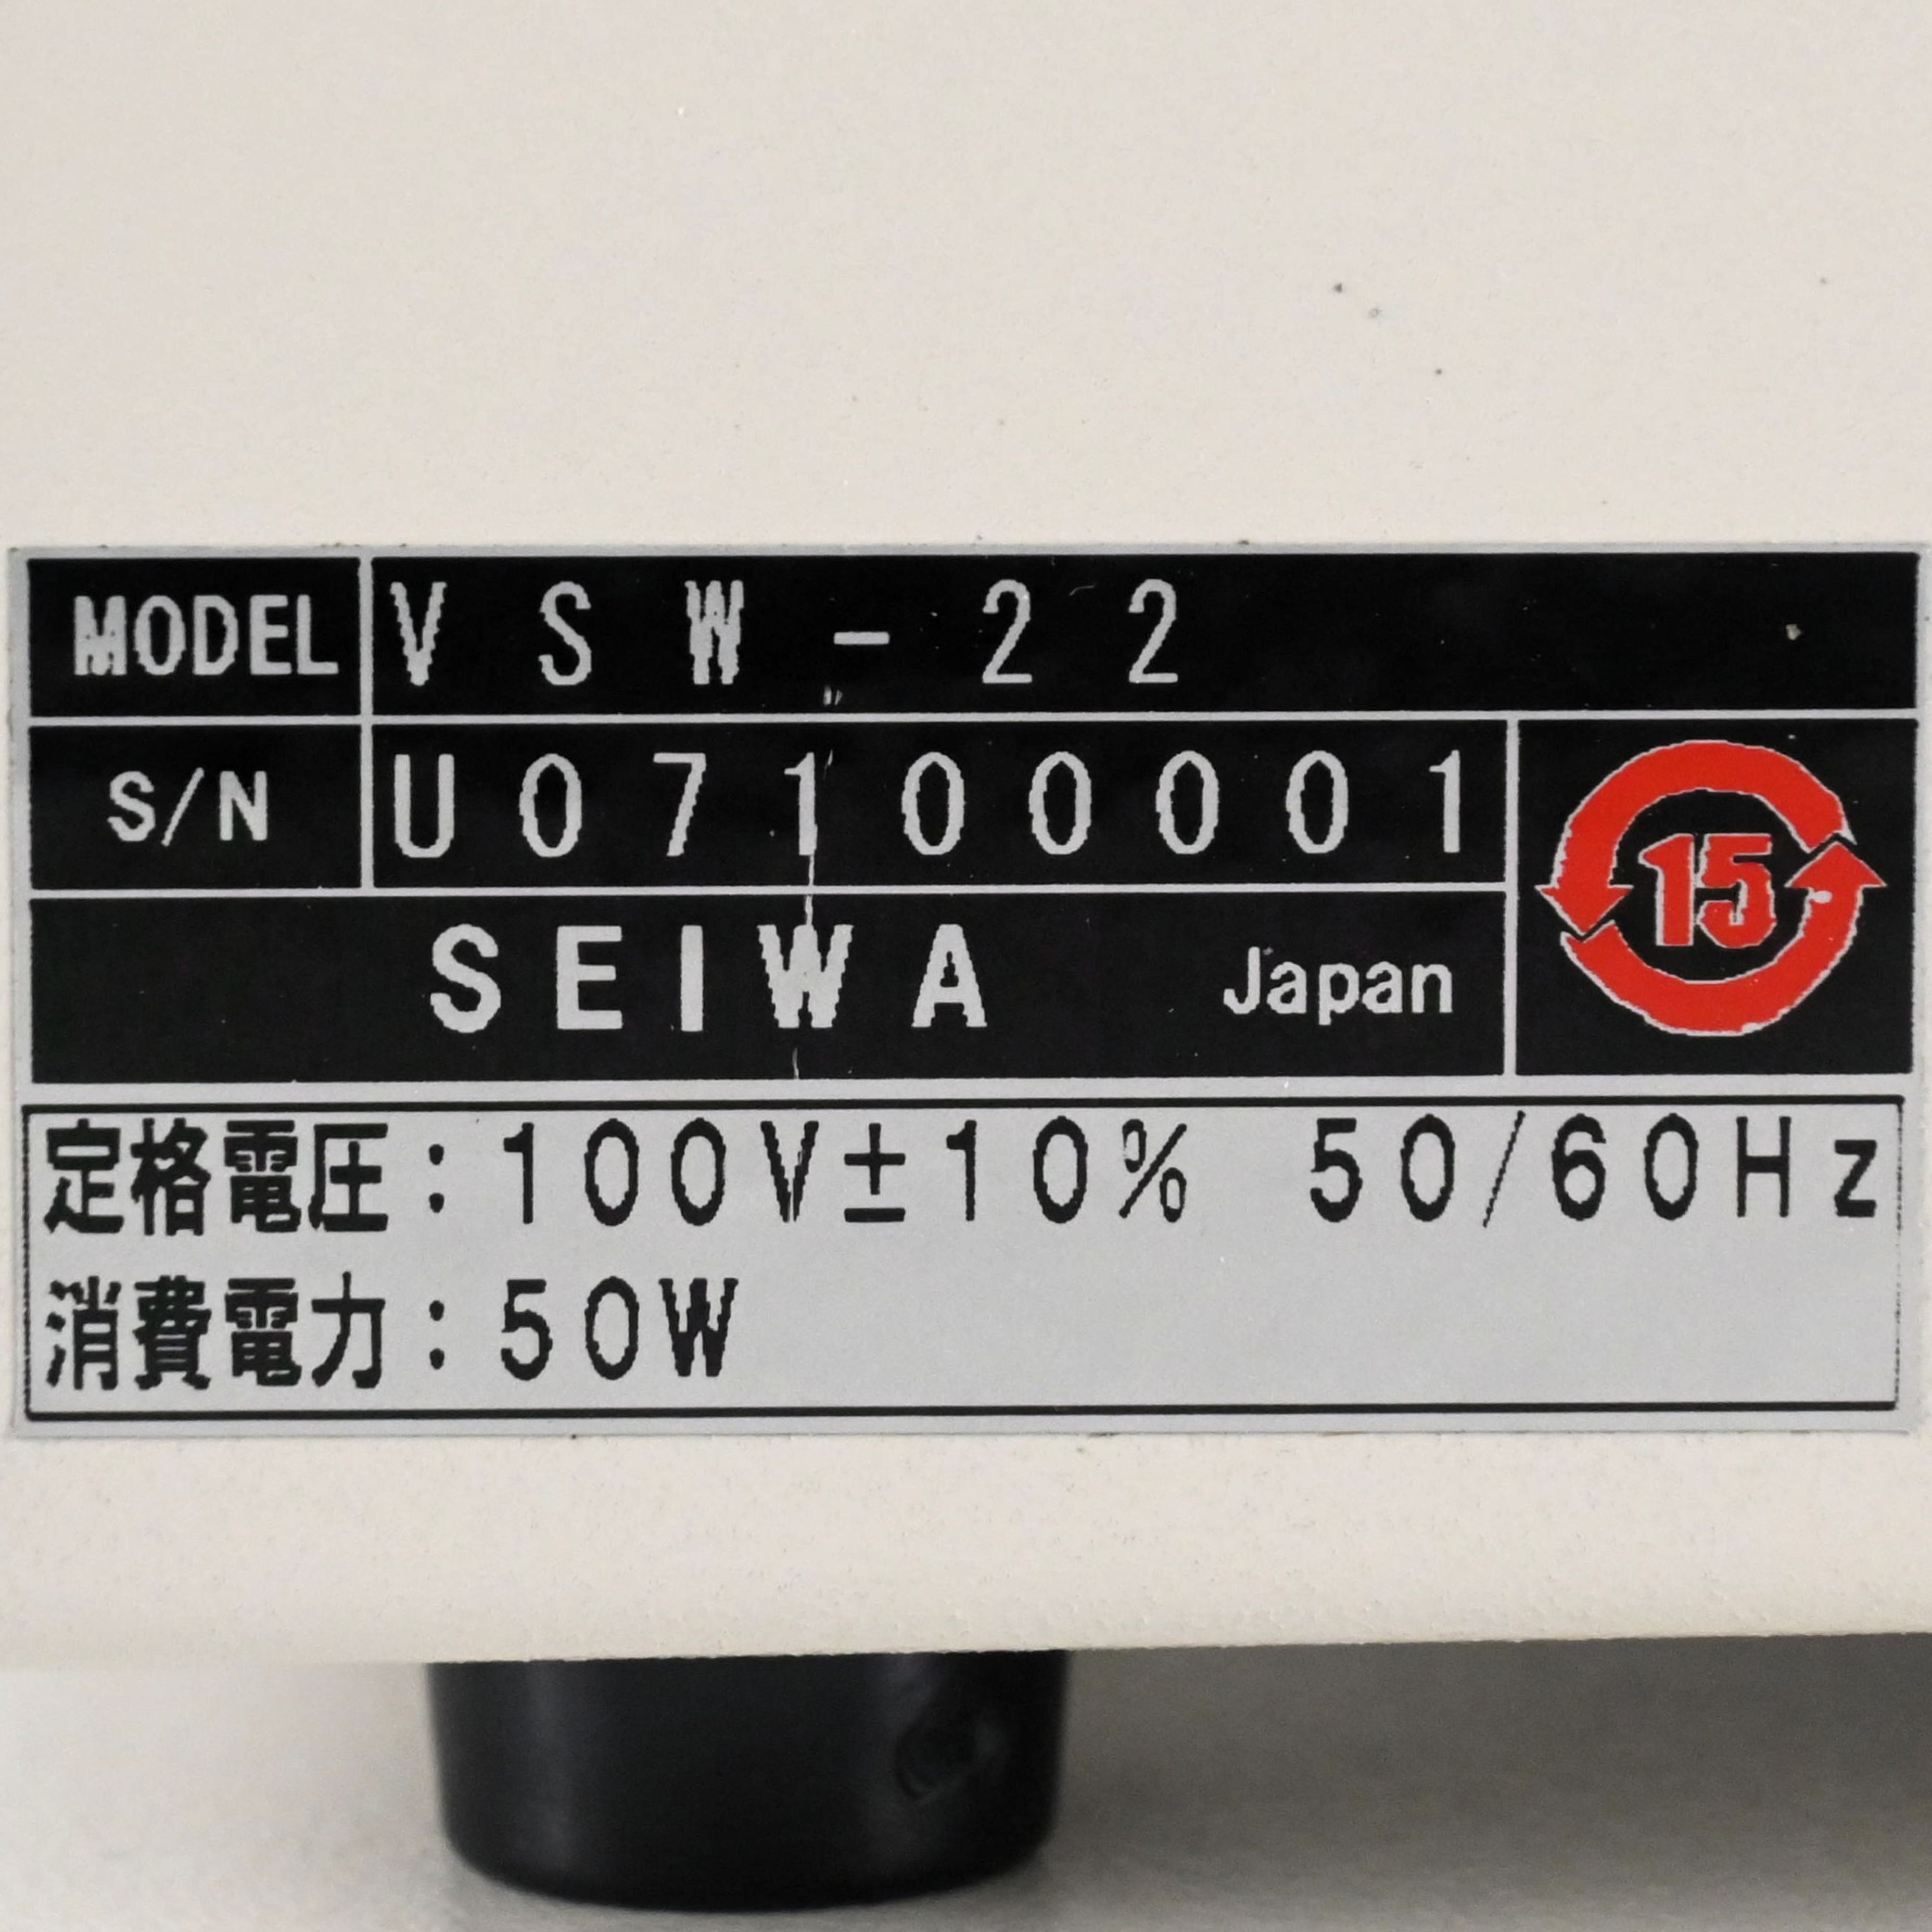 MODEL VSW-22
S/N U07100001
15
SEIWA Japan
定格電圧:100V±10% 50/60Hz
消費電力:50W